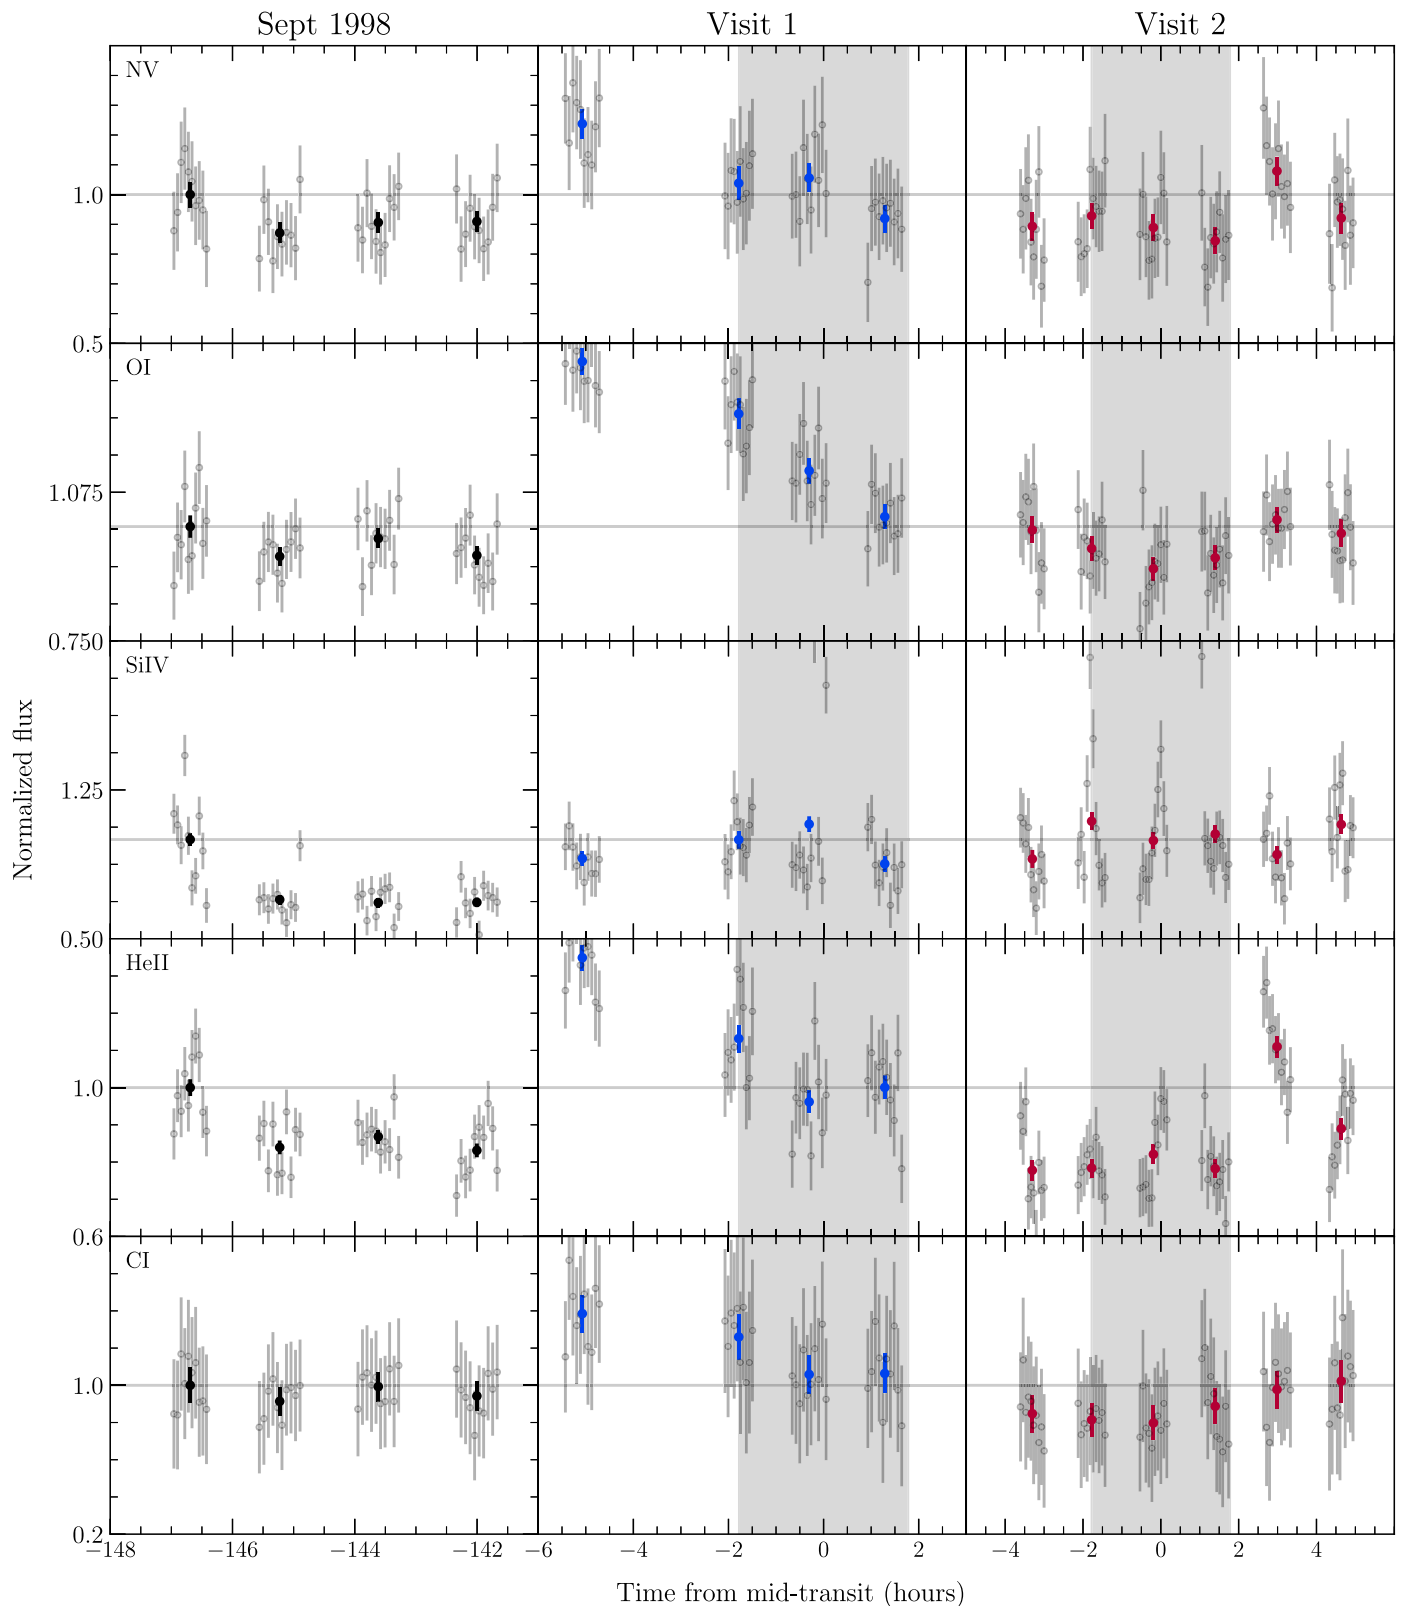 Sept 1998 Visit 1 Visit 2
NV
1.0
0.5
OI
1.075
0.750
SiIV
1.25
0.50
HeII
1.0
0.6
CI
1.0
0.2
Normalized flux
−148 −146 −144 −142 −6 −4 −2 0 2 −4 −2 0 2 4
Time from mid-transit (hours)